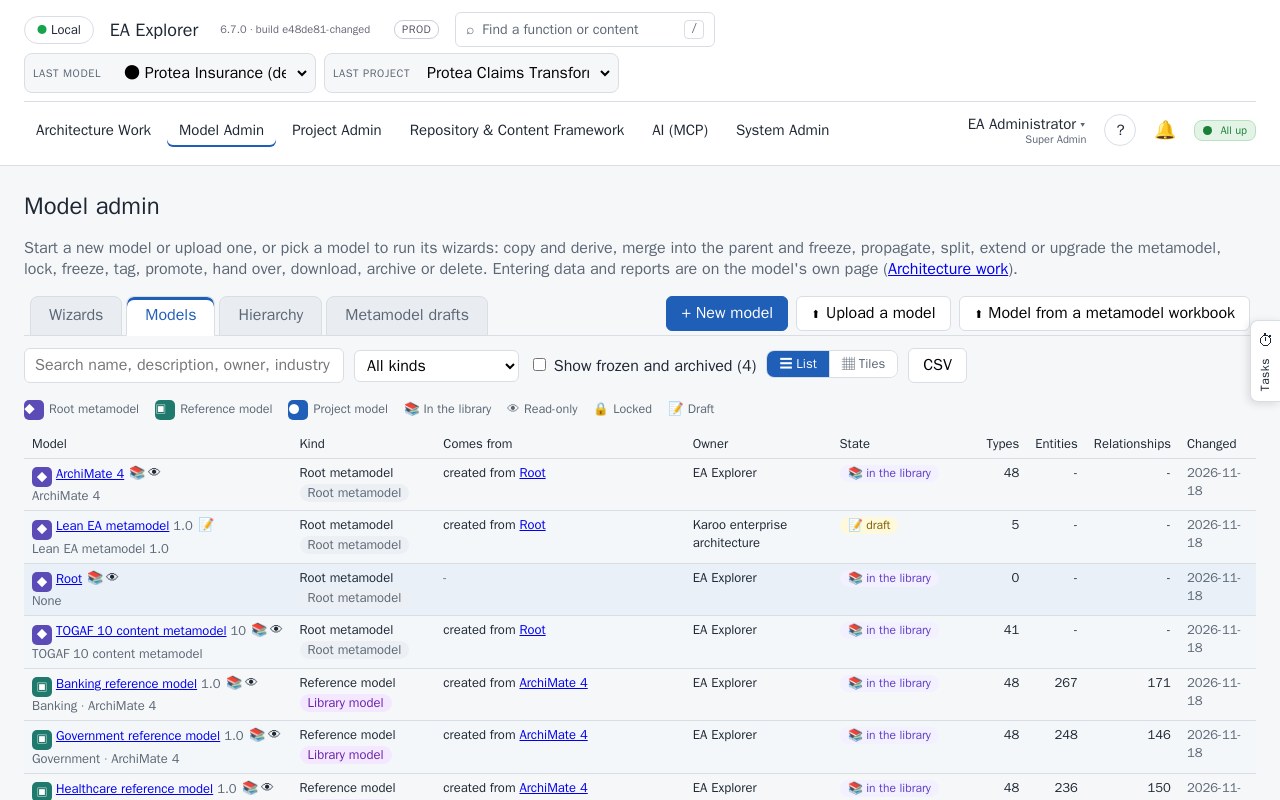 Local EA Explorer 6.7.0 · build e48de81-changed PROD Find a function or content /
LAST MODEL Protea Insurance (de LAST PROJECT Protea Claims Transfor
Architecture Work Model Admin Project Admin Repository & Content Framework AI (MCP) System Admin EA Administrator ? All up
Super Admin
Model admin
Start a new model or upload one, or pick a model to run its wizards: copy and derive, merge into the parent and freeze, propagate, split, extend or upgrade the metamodel,
lock, freeze, tag, promote, hand over, download, archive or delete. Entering data and reports are on the model's own page (Architecture work).
Wizards Models Hierarchy Metamodel drafts + New model Upload a model Model from a metamodel workbook
Tasks
Search name, description, owner, industry All kinds Show frozen and archived (4) List Tiles CSV
Root metamodel Reference model Project model In the library Read-only Locked Draft
Model Kind Comes from Owner State Types Entities Relationships Changed
ArchiMate 4 Root metamodel created from Root EA Explorer in the library 48 - - 2026-11-
ArchiMate 4 Root metamodel 18
Lean EA metamodel 1.0 Root metamodel created from Root Karoo enterprise draft 5 - - 2026-11-
Lean EA metamodel 1.0 Root metamodel architecture 18
Root Root metamodel - EA Explorer in the library 0 - - 2026-11-
None Root metamodel 18
TOGAF 10 content metamodel 10 Root metamodel created from Root EA Explorer in the library 41 - - 2026-11-
TOGAF 10 content metamodel Root metamodel 18
Banking reference model 1.0 Reference model created from ArchiMate 4 EA Explorer in the library 48 267 171 2026-11-
Banking · ArchiMate 4 Library model 18
Government reference model 1.0 Reference model created from ArchiMate 4 EA Explorer in the library 48 248 146 2026-11-
Government · ArchiMate 4 Library model 18
Healthcare reference model 1.0 Reference model created from ArchiMate 4 EA Explorer in the library 48 236 150 2026-11-